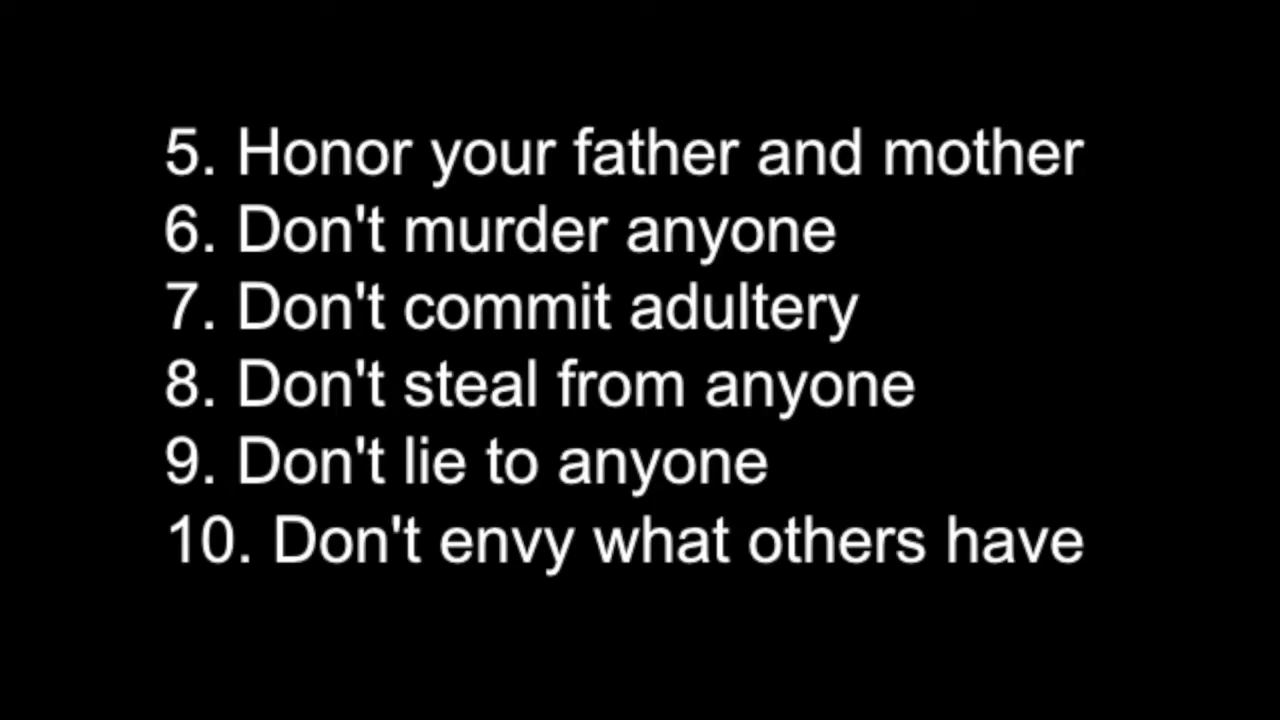 5. Honor your father and mother
6. Don't murder anyone
7. Don't commit adultery
8. Don't steal from anyone
9. Don't lie to anyone
10. Don't envy what others have